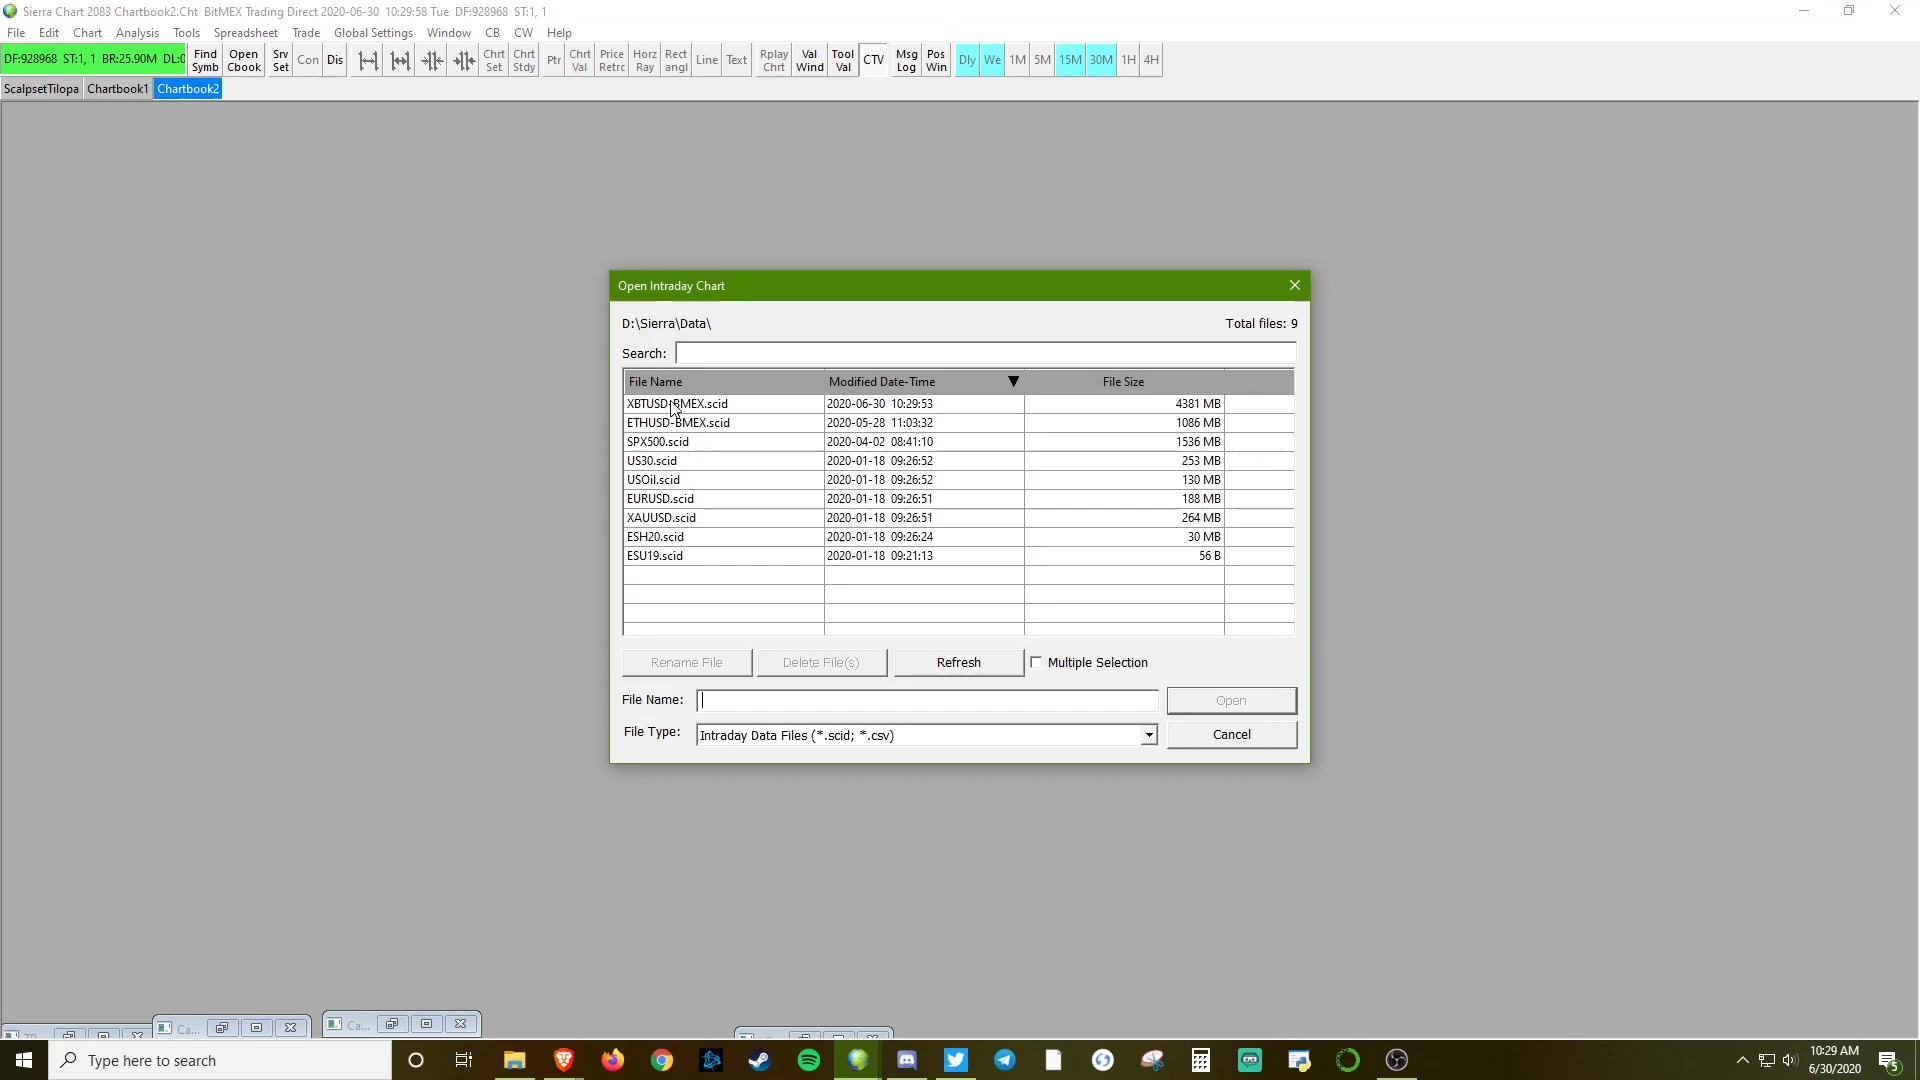 Sierra Chart 2083 Chartbook2.Cht BitMEX Trading Direct 2020-06-30 10:29:58 Tue DF:928968 ST:1, 1
File Edit Chart Analysis Tools Spreadsheet Trade Global Settings Window CB CW Help
DF:928968 ST:1, 1 BR:25.90M DL:0
Find Symb
Open Cbook
Srv Set
Con
Dis
Chrt Set
Chrt Stdy
Ptr
Chrt Val
Price Retrc
Horz Ray
Rect angl
Line
Text
Rplay Chrt
Val Wind
Tool Val
CTV
Msg Log
Pos Win
Dly We 1M 5M 15M 30M 1H 4H
ScalpsetTilopa Chartbook1 Chartbook2
Open Intraday Chart
D:\Sierra\Data\ Total files: 9
Search:
File Name Modified Date-Time File Size
XBTUSD-BMEX.scid 2020-06-30 10:29:53 4381 MB
ETHUSD-BMEX.scid 2020-05-28 11:03:32 1086 MB
SPX500.scid 2020-04-02 08:41:10 1536 MB
US30.scid 2020-01-18 09:26:52 253 MB
USOil.scid 2020-01-18 09:26:52 130 MB
EURUSD.scid 2020-01-18 09:26:51 188 MB
XAUUSD.scid 2020-01-18 09:26:51 264 MB
ESH20.scid 2020-01-18 09:26:24 30 MB
ESU19.scid 2020-01-18 09:21:13 56 B
Rename File Delete File(s) Refresh Multiple Selection
File Name: Open
File Type: Intraday Data Files (*.scid; *.csv) Cancel
Ca... Ca...
Type here to search
10:29 AM
6/30/2020
5